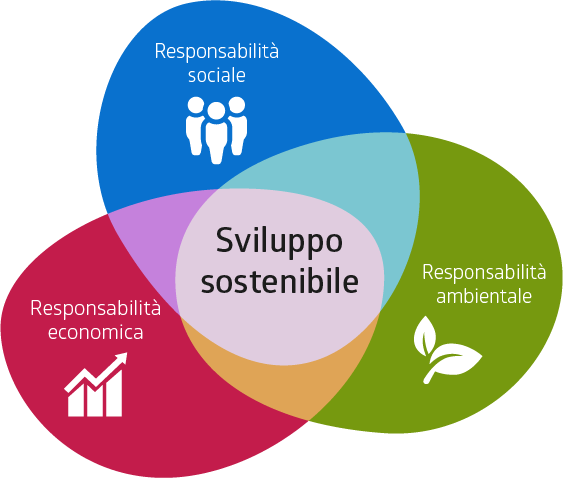 Responsabilità
sociale
Sviluppo
sostenibile
Responsabilità
ambientale
Responsabilità
economica